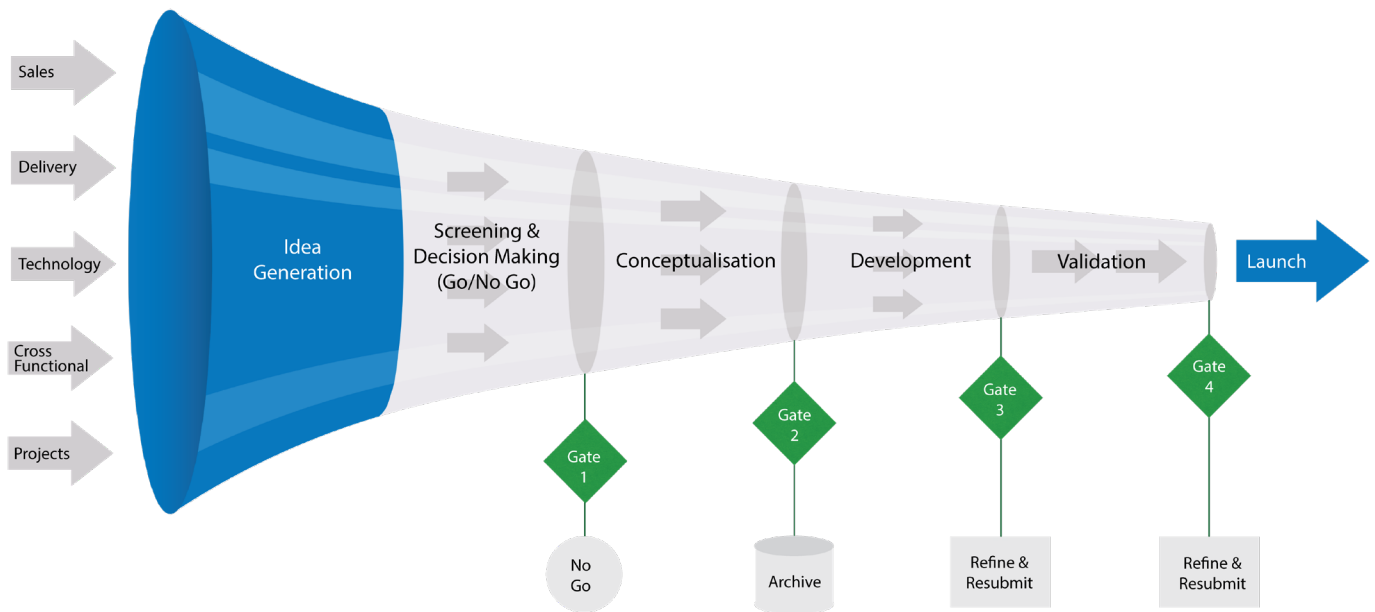 Sales
Delivery
Technology
Cross
Functional
Projects
Idea
Generation
Screening &
Decision Making
(Go/No Go)
Conceptualisation
Development
Validation
Launch
Gate
1
Gate
2
Gate
3
Gate
4
No
Go
Archive
Refine &
Resubmit
Refine &
Resubmit